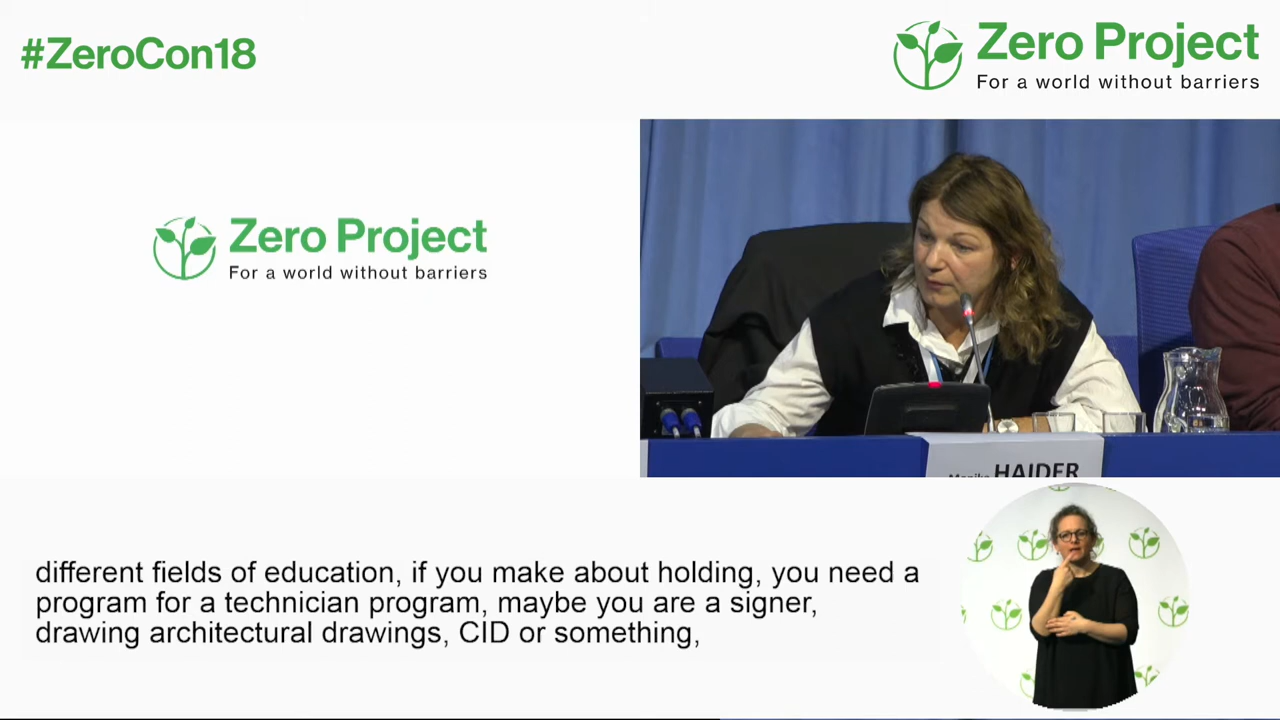 #ZeroCon18
Zero Project
For a world without barriers
Zero Project
For a world without barriers
HAIDER
different fields of education, if you make about holding, you need a
program for a technician program, maybe you are a signer,
drawing architectural drawings, CID or something,